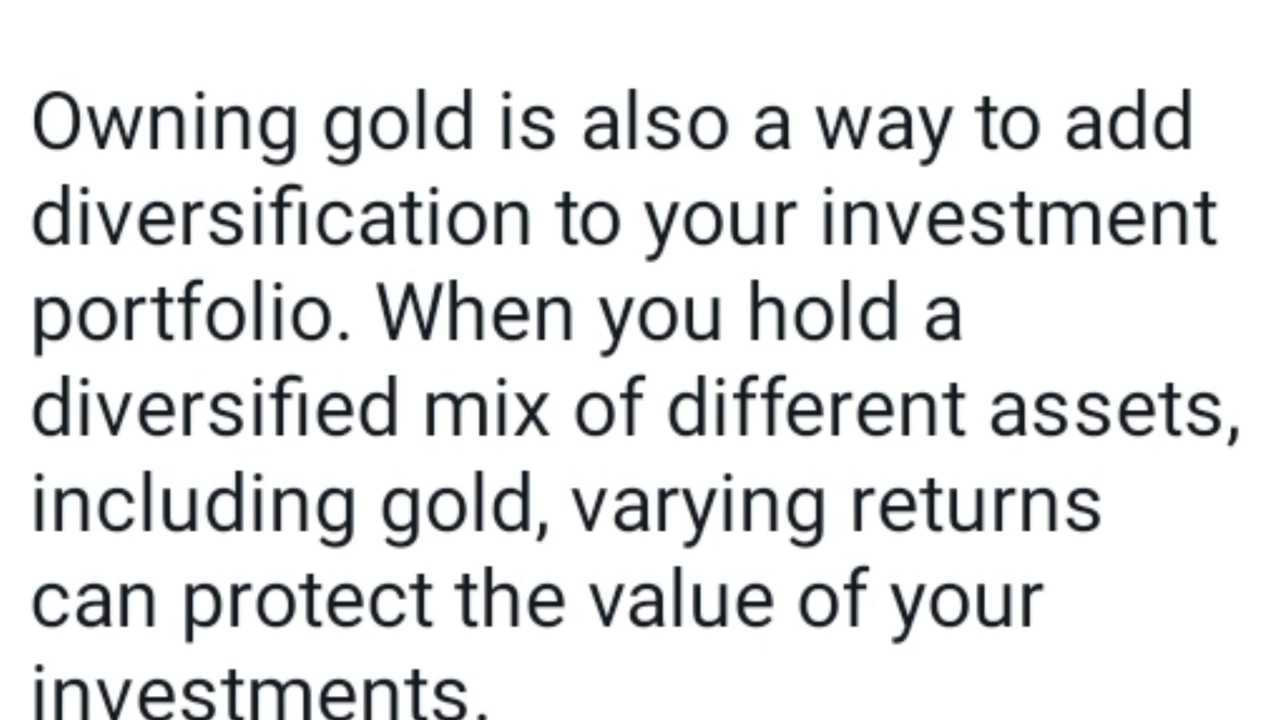 Owning gold is also a way to add
diversification to your investment
portfolio. When you hold a
diversified mix of different assets,
including gold, varying returns
can protect the value of your
investments.